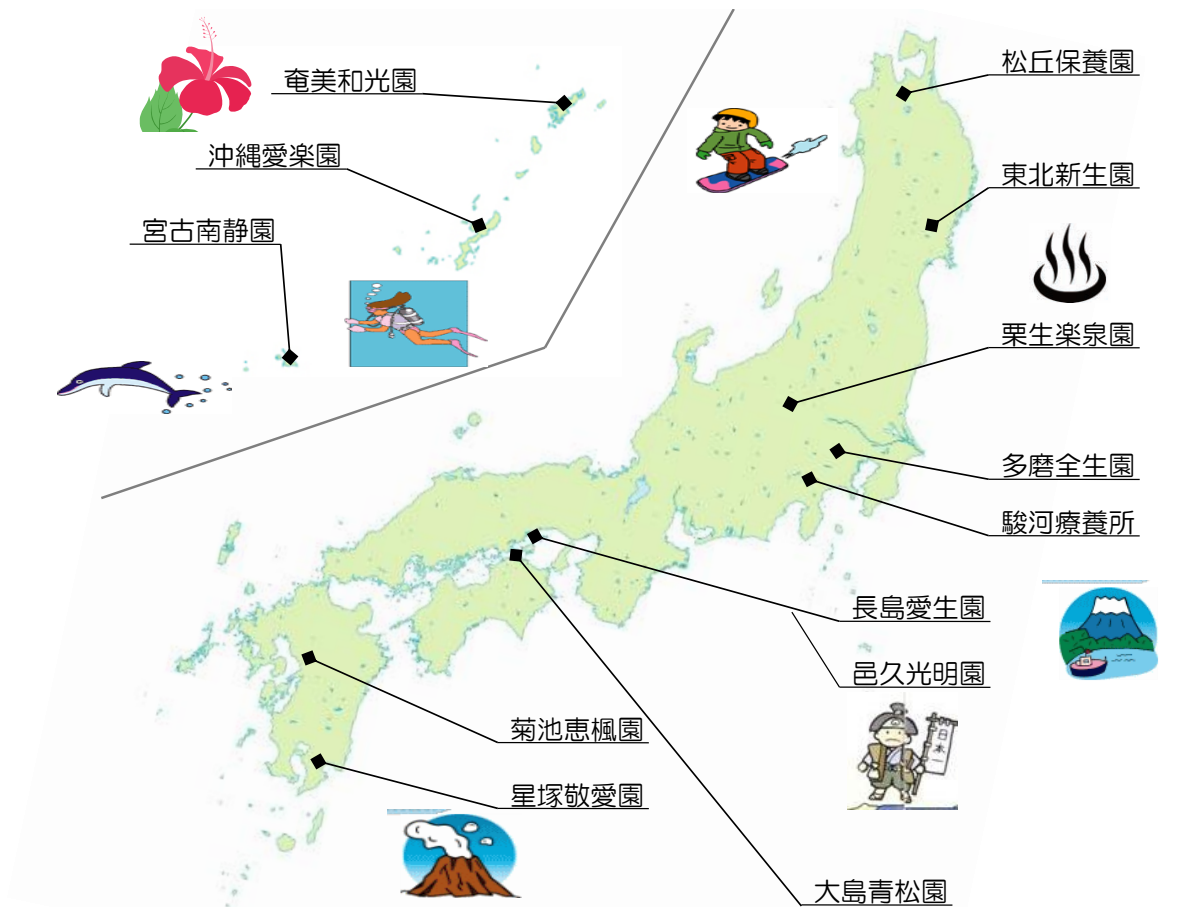 奄美和光園
沖縄愛楽園
宮古南静園
松丘保養園
東北新生園
栗生楽泉園
多磨全生園
駿河療養所
長島愛生園
邑久光明園
日本一
菊池恵楓園
星塚敬愛園
大島青松園